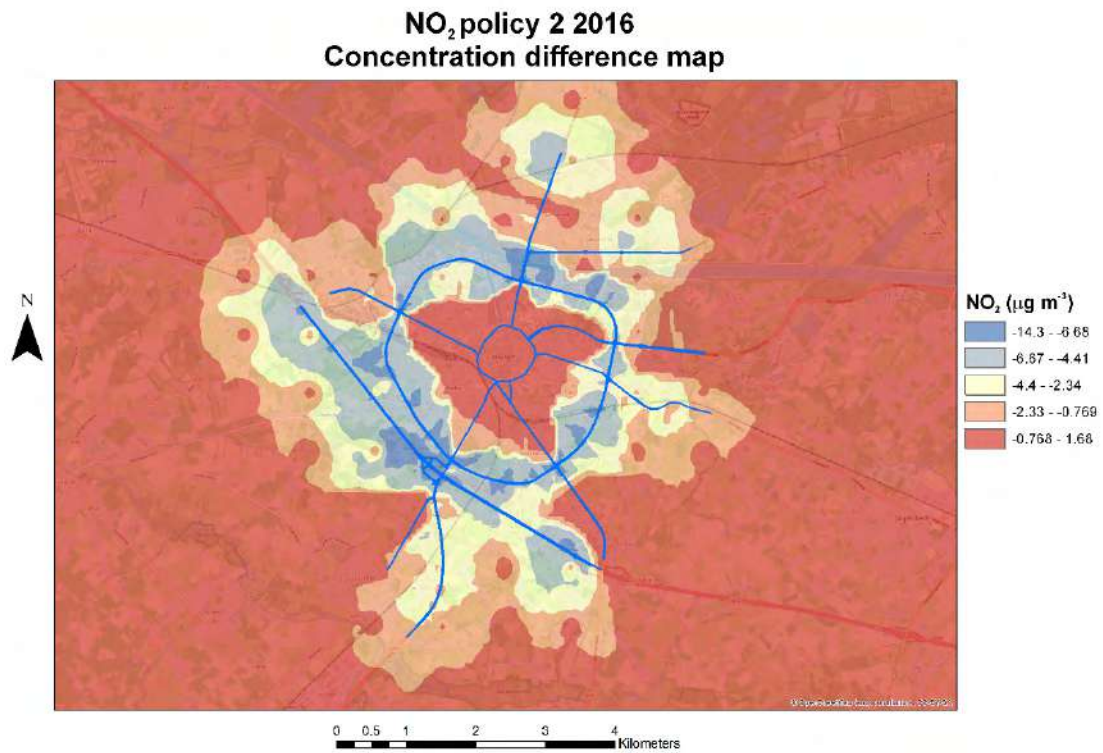 NO₂ policy 2 2016
Concentration difference map
N
NO₂ (µg m⁻³)
-14.3 - -6.68
-6.67 - -4.41
-4.4 - -2.34
-2.33 - -0.769
-0.768 - 1.68
0 0.5 1 2 3 4
Kilometers